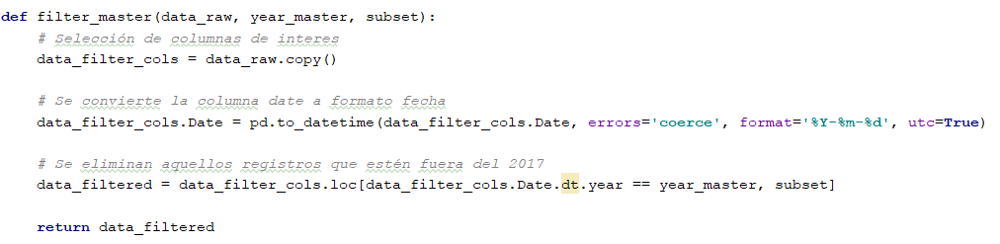 def filter_master(data_raw, year_master, subset):
    # Selección de columnas de interes
    data_filter_cols = data_raw.copy()

    # Se convierte la columna date a formato fecha
    data_filter_cols.Date = pd.to_datetime(data_filter_cols.Date, errors='coerce', format='%Y-%m-%d', utc=True)

    # Se eliminan aquellos registros que estén fuera del 2017
    data_filtered = data_filter_cols.loc[data_filter_cols.Date.dt.year == year_master, subset]

    return data_filtered